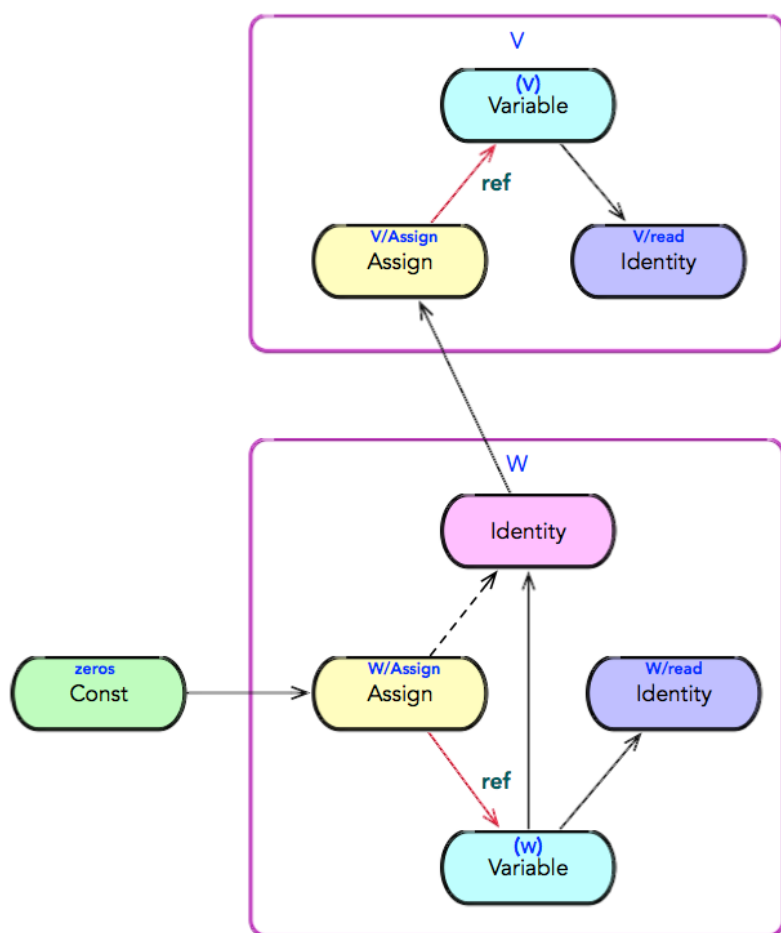 V
(V)
Variable
ref
V/Assign
Assign
V/read
Identity
W
Identity
zeros
Const
W/Assign
Assign
W/read
Identity
ref
(w)
Variable